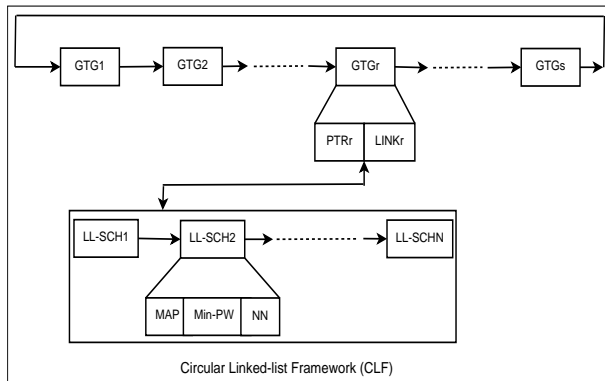 GTG1
GTG2
GTGr
GTGs
PTRr
LINKr
LL-SCH1
LL-SCH2
LL-SCHN
MAP
Min-PW
NN
Circular Linked-list Framework (CLF)